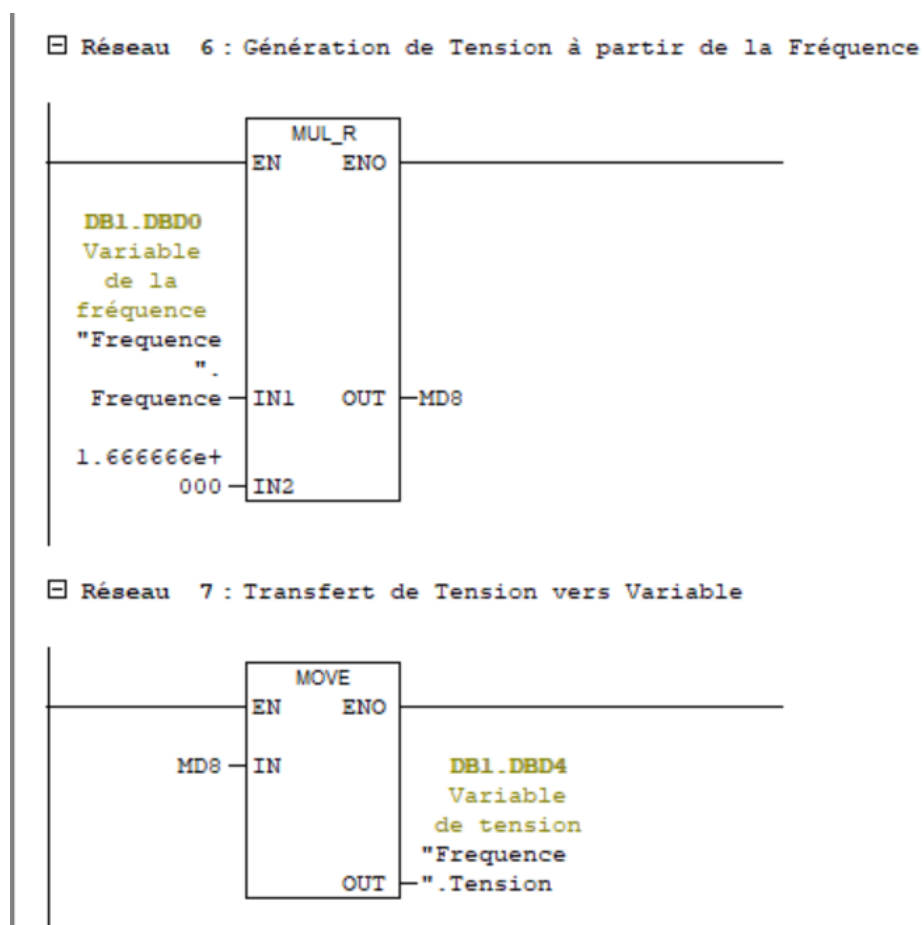 Réseau 6 : Génération de Tension à partir de la Fréquence
MUL_R
EN ENO
DB1.DBD0
Variable
de la
fréquence
"Frequence
".
Frequence IN1 OUT MD8
1.666666e+
000 IN2
Réseau 7 : Transfert de Tension vers Variable
MOVE
EN ENO
MD8 IN DB1.DBD4
Variable
de tension
"Frequence
OUT ".Tension